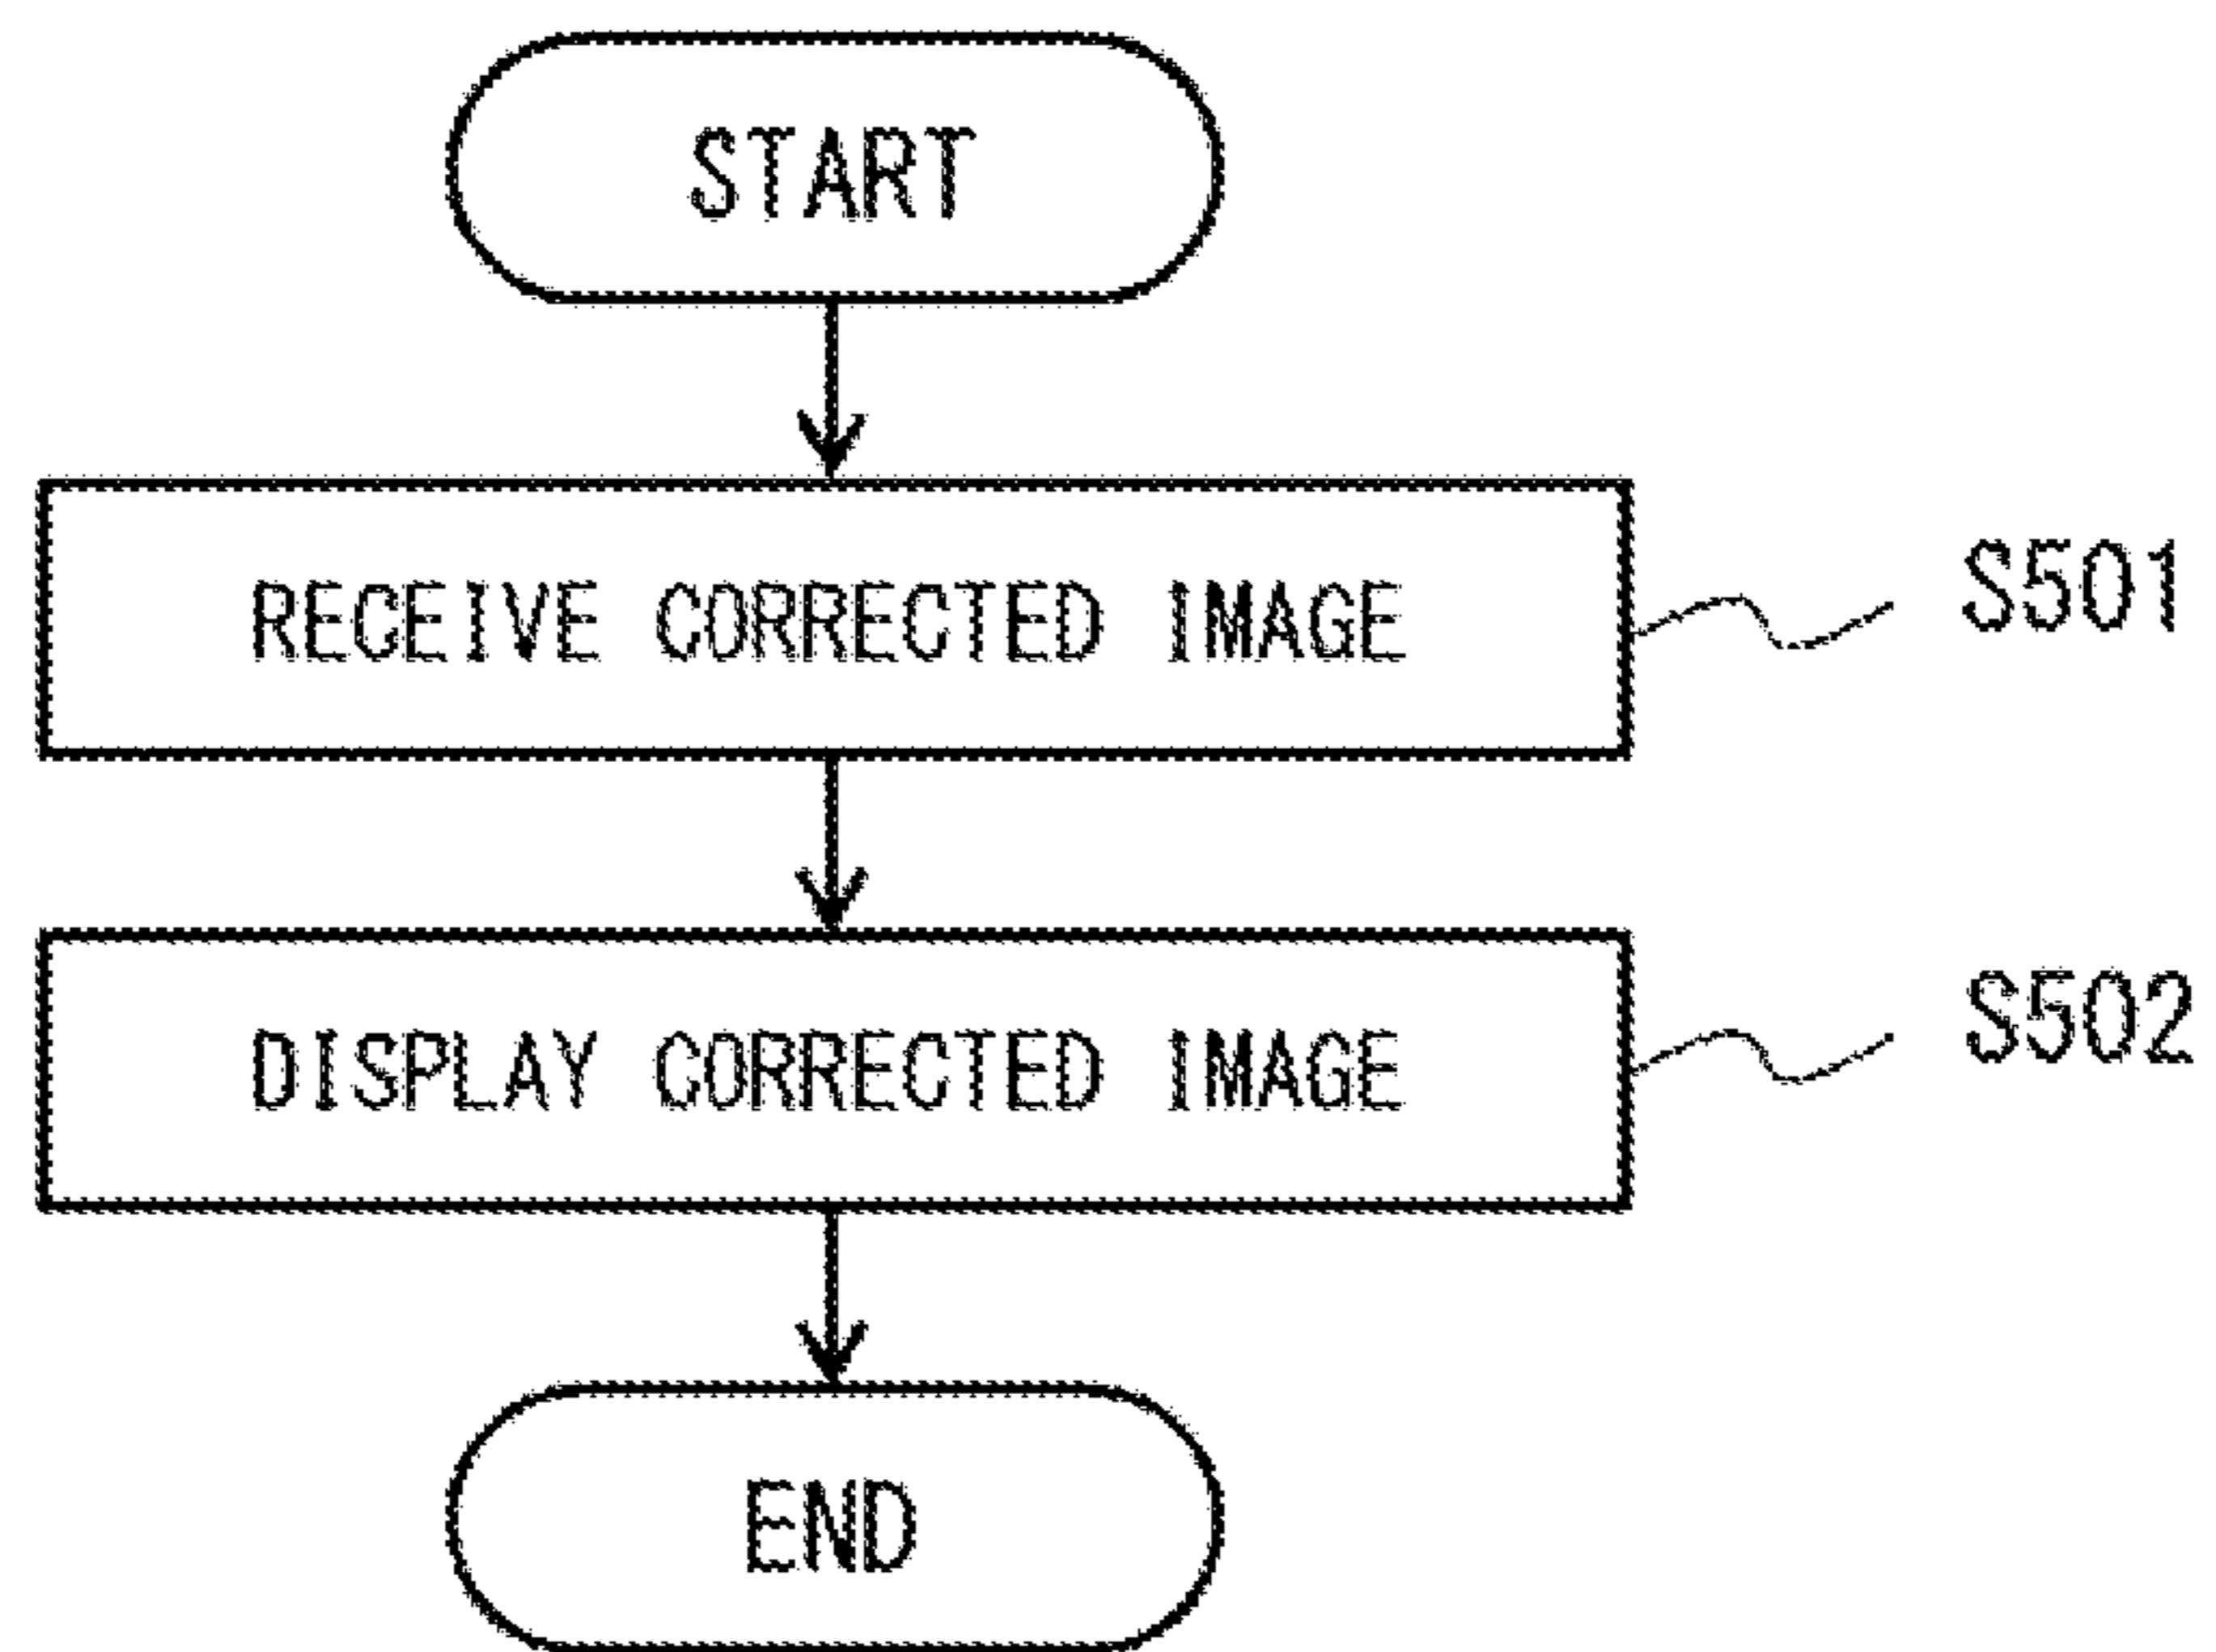 START
RECEIVE CORRECTED IMAGE
S501
DISPLAY CORRECTED IMAGE
S502
END